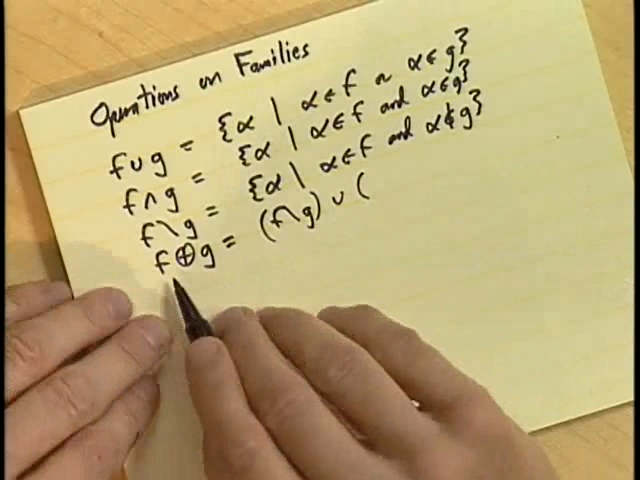 Operations on Families
f ∪ g = {α | α ∈ f or α ∈ g}
f ∩ g = {α | α ∈ f and α ∈ g}
f \ g = {α | α ∈ f and α ∉ g}
f ⊕ g = (f \ g) ∪ (